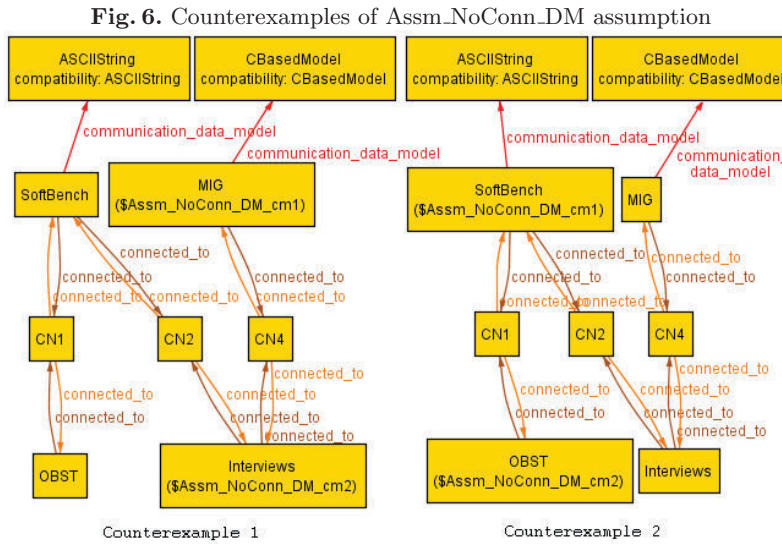 Fig. 6. Counterexamples of Assm_NoConn_DM assumption
ASCIIString
compatibility: ASCIIString
CBasedModel
compatibility: CBasedModel
communication_data_model
communication_data_model
SoftBench
MIG
($Assm_NoConn_DM_cm1)
connected_to
connected_to
connected_to
connected_to
connected_to
connected_to
CN1
CN2
CN4
connected_to
connected_to
connected_to
connected_to
connected_to
connected_to
OBST
Interviews
($Assm_NoConn_DM_cm2)
Counterexample 1
ASCIIString
compatibility: ASCIIString
CBasedModel
compatibility: CBasedModel
communication_data_model
communication_
data_model
SoftBench
($Assm_NoConn_DM_cm1)
MIG
connected_to
connected_to
connected_to
connected_to
connected_to
connected_to
CN1
CN2
CN4
connected_to
connected_to
connected_to
connected_to
connected_to
connected_to
OBST
($Assm_NoConn_DM_cm2)
Interviews
Counterexample 2